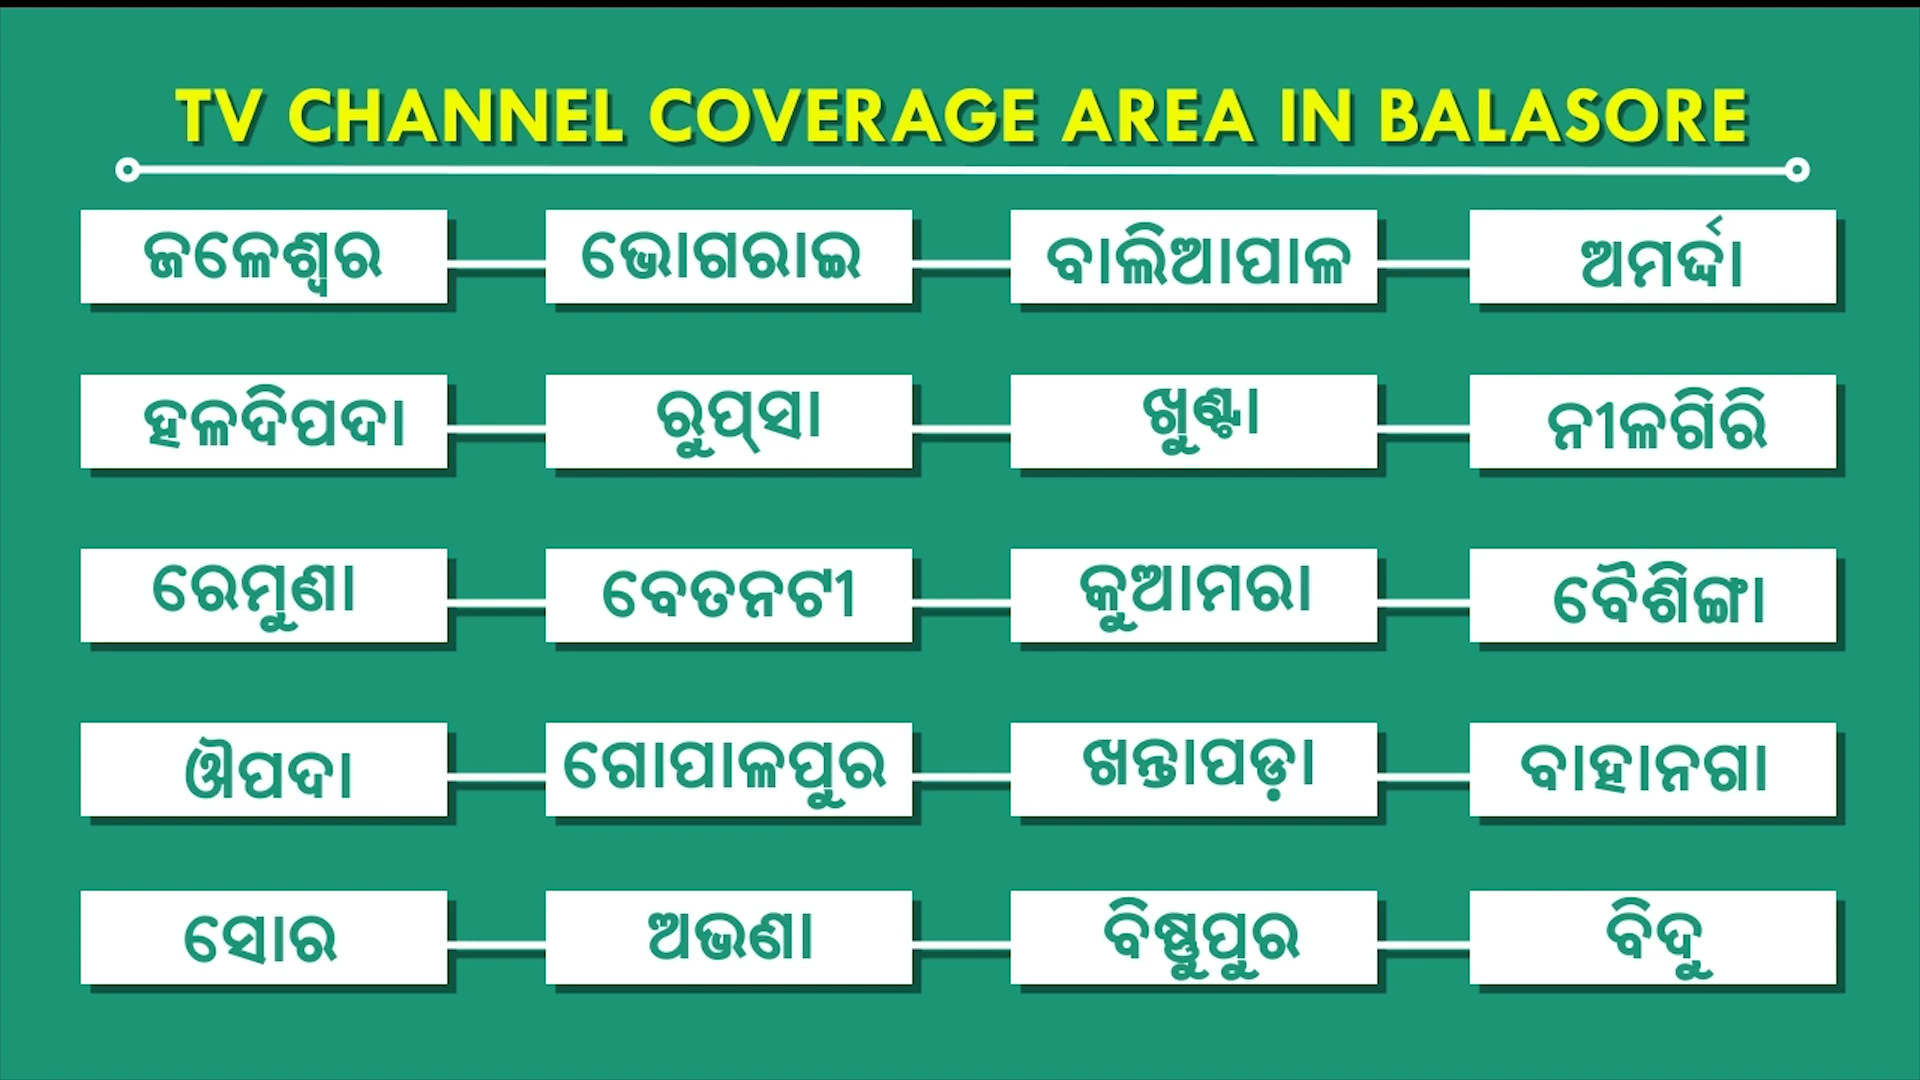 TV CHANNEL COVERAGE AREA IN BALASORE
ଜଳେଶ୍ୱର ଭୋଗରାଇ ବାଲିଆପାଳ ଅମର୍ଦ୍ଦା
ହଳଦିପଦା ରୁପ୍‌ସା ଖୁଣ୍ଟା ନୀଳଗିରି
ରେମୁଣା ବେତନଟୀ କୁଆମରା ବୈଶିଙ୍ଗା
ଔପଦା ଗୋପାଳପୁର ଖନ୍ତାପଡ଼ା ବାହାନଗା
ସୋର ଅଭଣା ବିଷ୍ଣୁପୁର ବିଦୁ